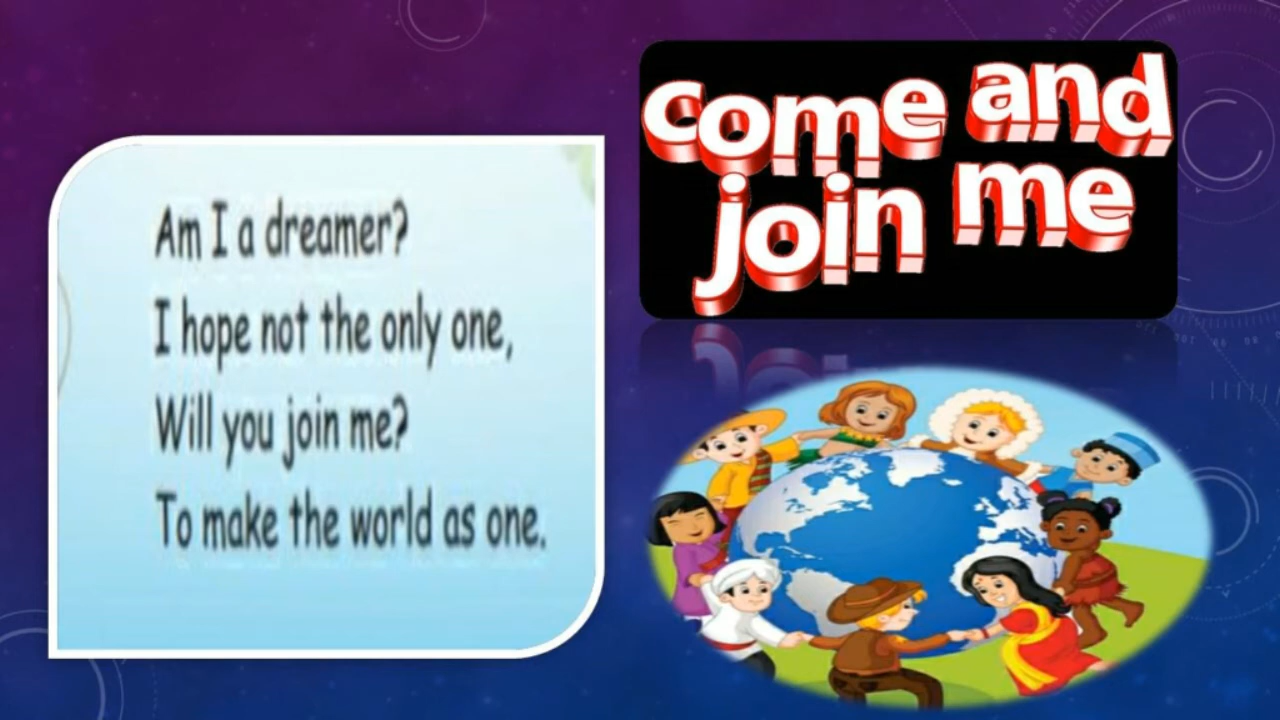 Am I a dreamer?
I hope not the only one,
Will you join me?
To make the world as one.
come and
join me